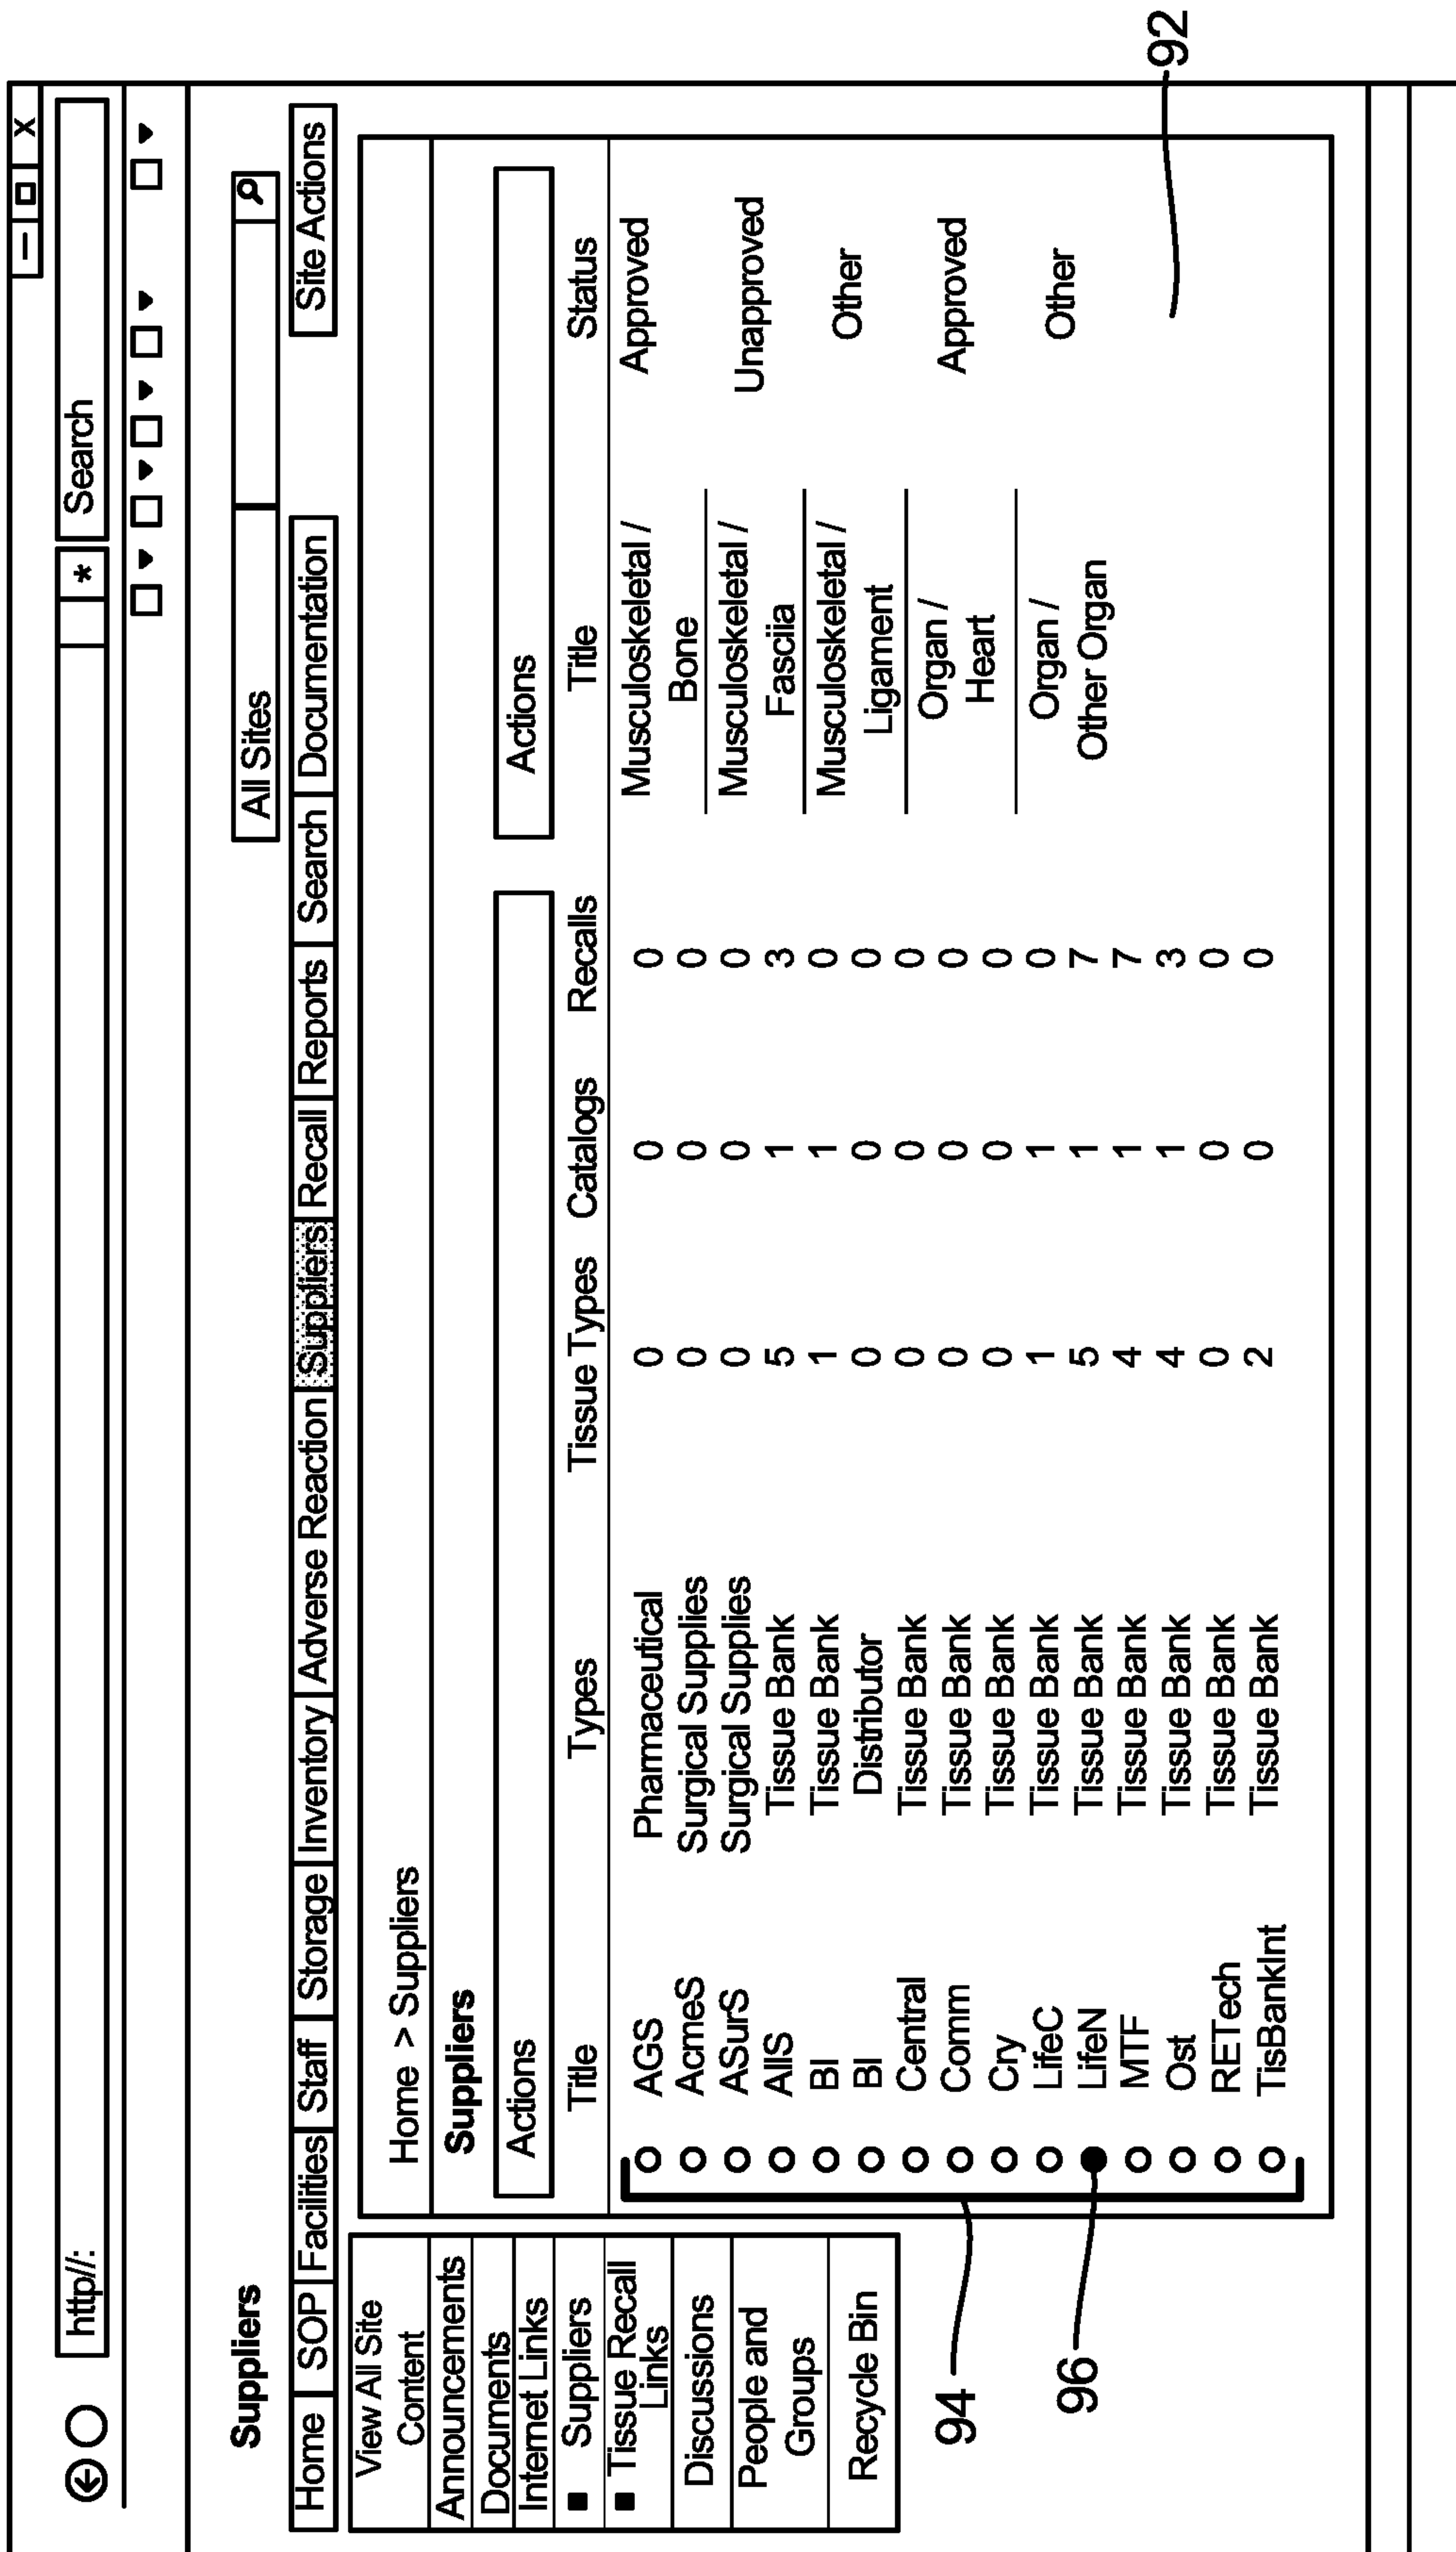 http//:
*
Search
X
Suppliers
All Sites
Home SOP Facilities Staff Storage Inventory Adverse Reaction Suppliers Recall Reports Search Documentation Site Actions
View All Site
Content
Announcements
Documents
Internet Links
Suppliers
Tissue Recall
Links
Discussions
People and
Groups
Recycle Bin
Home > Suppliers
Suppliers
Actions
Title Types Tissue Types Catalogs Recalls
AGS Pharmaceutical 0 0 0
AcmeS Surgical Supplies 0 0 0
ASurS Surgical Supplies 0 0 0
AllS Tissue Bank 5 1 3
BI Tissue Bank 1 1 0
BI Distributor 0 0 0
Central Tissue Bank 0 0 0
Comm Tissue Bank 0 0 0
Cry Tissue Bank 0 0 0
LifeC Tissue Bank 1 1 0
LifeN Tissue Bank 5 1 7
MTF Tissue Bank 4 1 7
Ost Tissue Bank 4 1 3
RETech Tissue Bank 0 0 0
TisBankInt Tissue Bank 2 0 0
Actions
Title Status
Musculoskeletal / Approved
Bone
Musculoskeletal / Unapproved
Fasciia
Musculoskeletal / Other
Ligament
Organ / Approved
Heart
Organ / Other
Other Organ
94
96
92